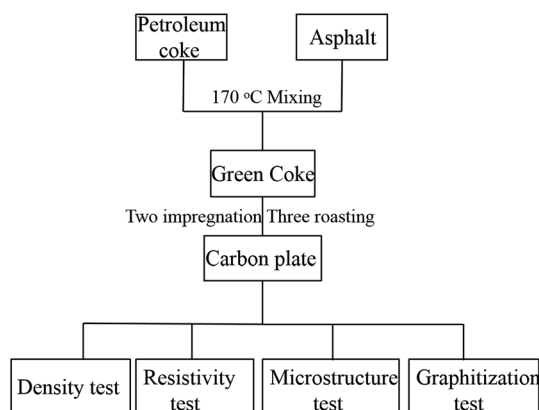 Petroleum
coke
Asphalt
170 °C Mixing
Green Coke
Two impregnation Three roasting
Carbon plate
Density test
Resistivity
test
Microstructure
test
Graphitization
test